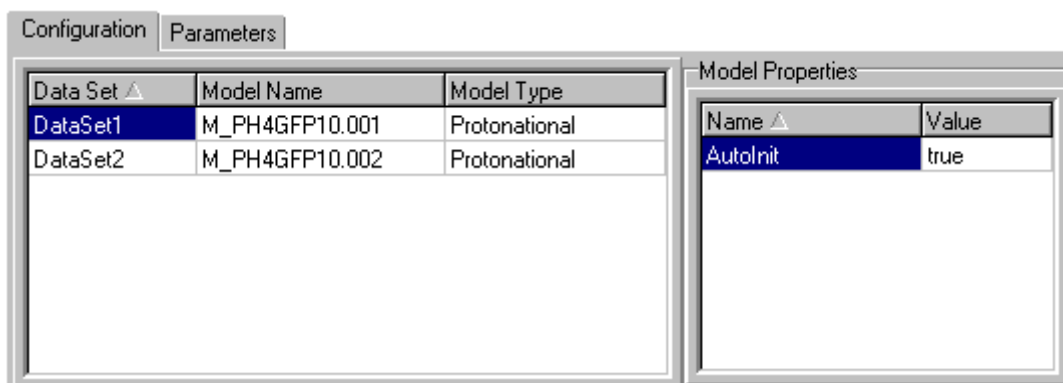 Configuration Parameters
Data Set Model Name Model Type
DataSet1 M_PH4GFP10.001 Protonational
DataSet2 M_PH4GFP10.002 Protonational
Model Properties
Name Value
AutoInit true